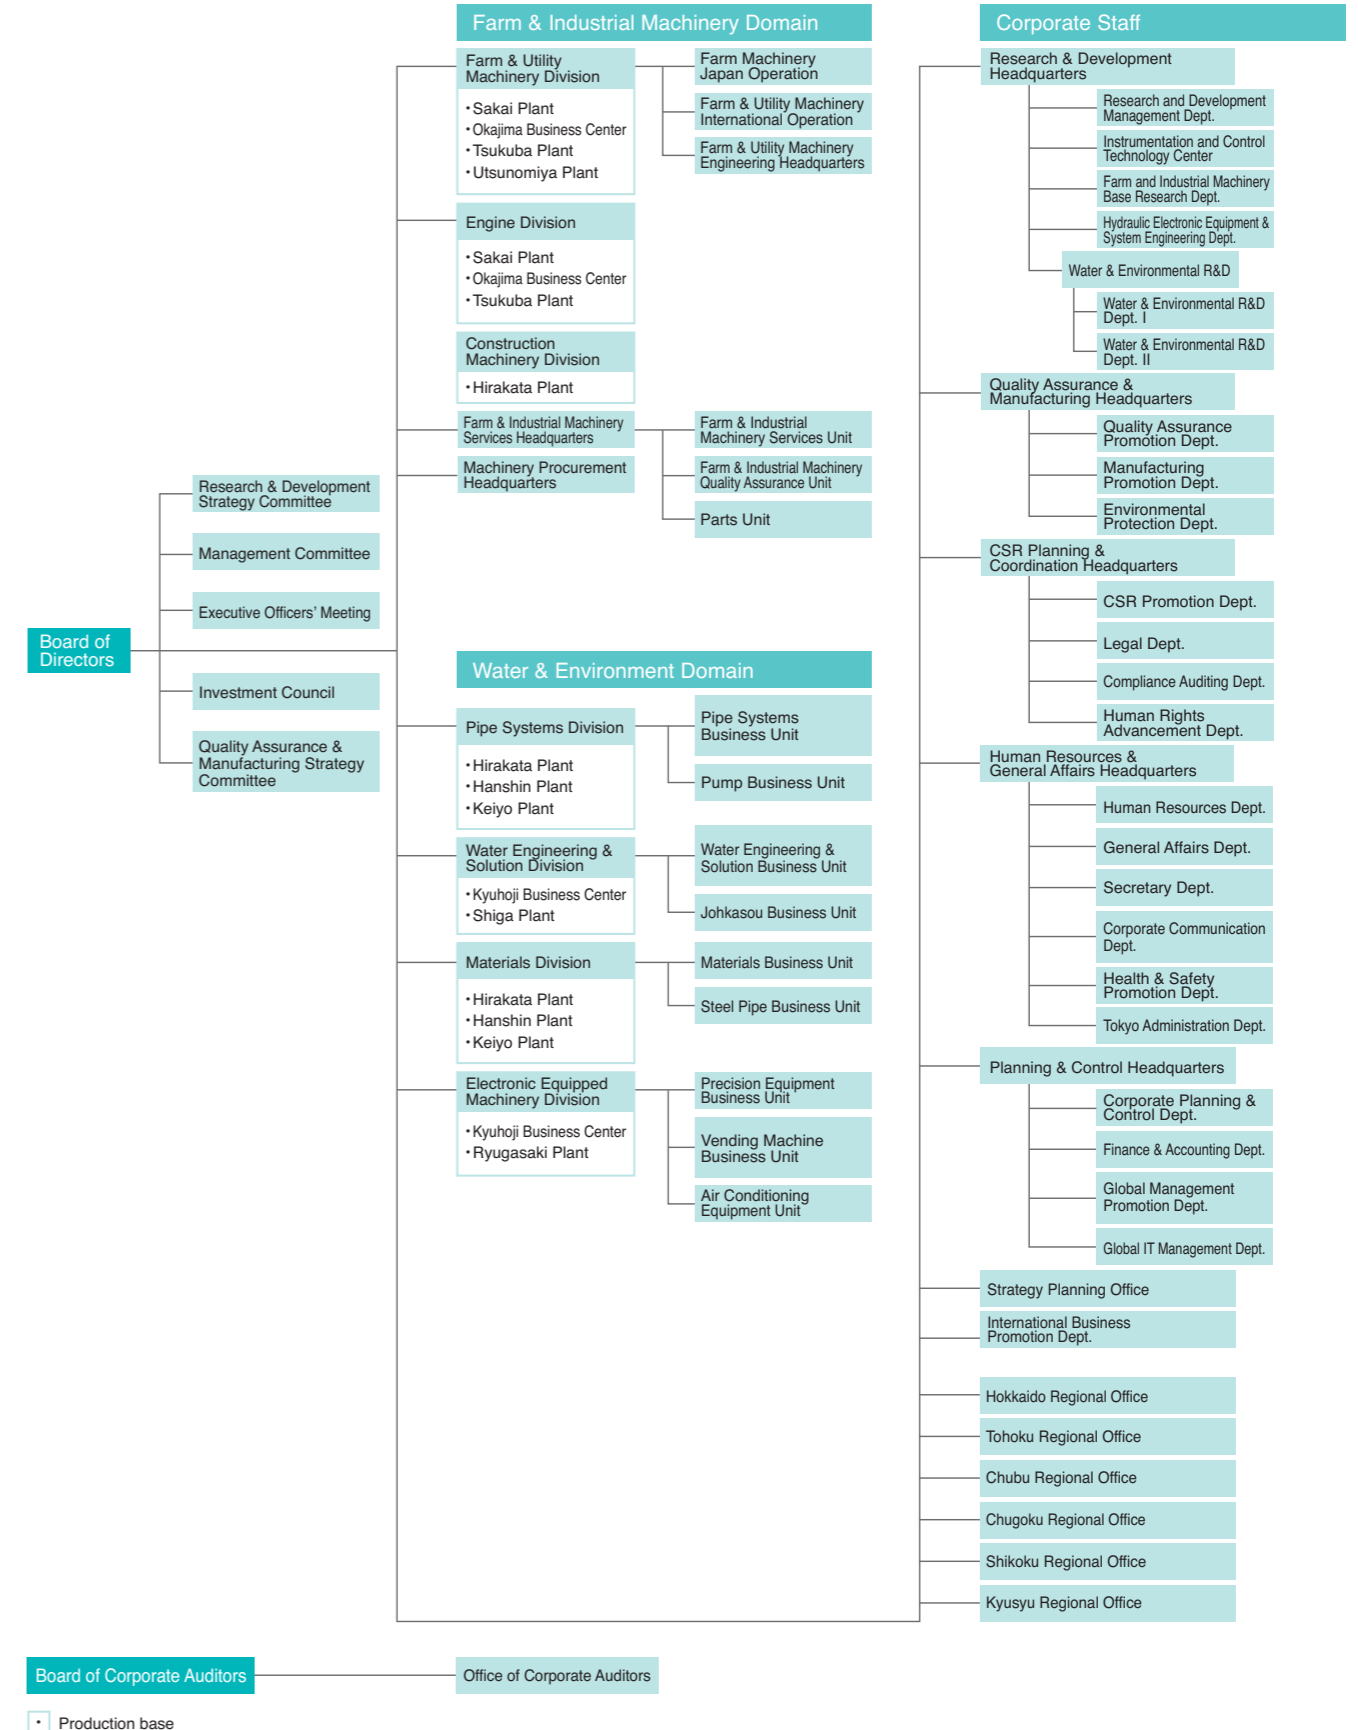 Farm & Industrial Machinery Domain
Farm & Utility
Machinery Division
・Sakai Plant
・Okajima Business Center
・Tsukuba Plant
・Utsunomiya Plant
Farm Machinery
Japan Operation
Farm & Utility Machinery
International Operation
Farm & Utility Machinery
Engineering Headquarters
Engine Division
・Sakai Plant
・Okajima Business Center
・Tsukuba Plant
Construction
Machinery Division
・Hirakata Plant
Farm & Industrial Machinery
Services Headquarters
Farm & Industrial
Machinery Services Unit
Farm & Industrial Machinery
Quality Assurance Unit
Parts Unit
Machinery Procurement
Headquarters
Research & Development
Strategy Committee
Management Committee
Executive Officers' Meeting
Board of
Directors
Investment Council
Quality Assurance &
Manufacturing Strategy
Committee
Water & Environment Domain
Pipe Systems Division
・Hirakata Plant
・Hanshin Plant
・Keiyo Plant
Pipe Systems
Business Unit
Pump Business Unit
Water Engineering &
Solution Division
・Kyuhoji Business Center
・Shiga Plant
Water Engineering &
Solution Business Unit
Johkasou Business Unit
Materials Division
・Hirakata Plant
・Hanshin Plant
・Keiyo Plant
Materials Business Unit
Steel Pipe Business Unit
Electronic Equipped
Machinery Division
・Kyuhoji Business Center
・Ryugasaki Plant
Precision Equipment
Business Unit
Vending Machine
Business Unit
Air Conditioning
Equipment Unit
Corporate Staff
Research & Development
Headquarters
Research and Development
Management Dept.
Instrumentation and Control
Technology Center
Farm and Industrial Machinery
Base Research Dept.
Hydraulic Electronic Equipment &
System Engineering Dept.
Water & Environmental R&D
Water & Environmental R&D
Dept. I
Water & Environmental R&D
Dept. II
Quality Assurance &
Manufacturing Headquarters
Quality Assurance
Promotion Dept.
Manufacturing
Promotion Dept.
Environmental
Protection Dept.
CSR Planning &
Coordination Headquarters
CSR Promotion Dept.
Legal Dept.
Compliance Auditing Dept.
Human Rights
Advancement Dept.
Human Resources &
General Affairs Headquarters
Human Resources Dept.
General Affairs Dept.
Secretary Dept.
Corporate Communication
Dept.
Health & Safety
Promotion Dept.
Tokyo Administration Dept.
Planning & Control Headquarters
Corporate Planning &
Control Dept.
Finance & Accounting Dept.
Global Management
Promotion Dept.
Global IT Management Dept.
Strategy Planning Office
International Business
Promotion Dept.
Hokkaido Regional Office
Tohoku Regional Office
Chubu Regional Office
Chugoku Regional Office
Shikoku Regional Office
Kyusyu Regional Office
Board of Corporate Auditors
Office of Corporate Auditors
・ Production base